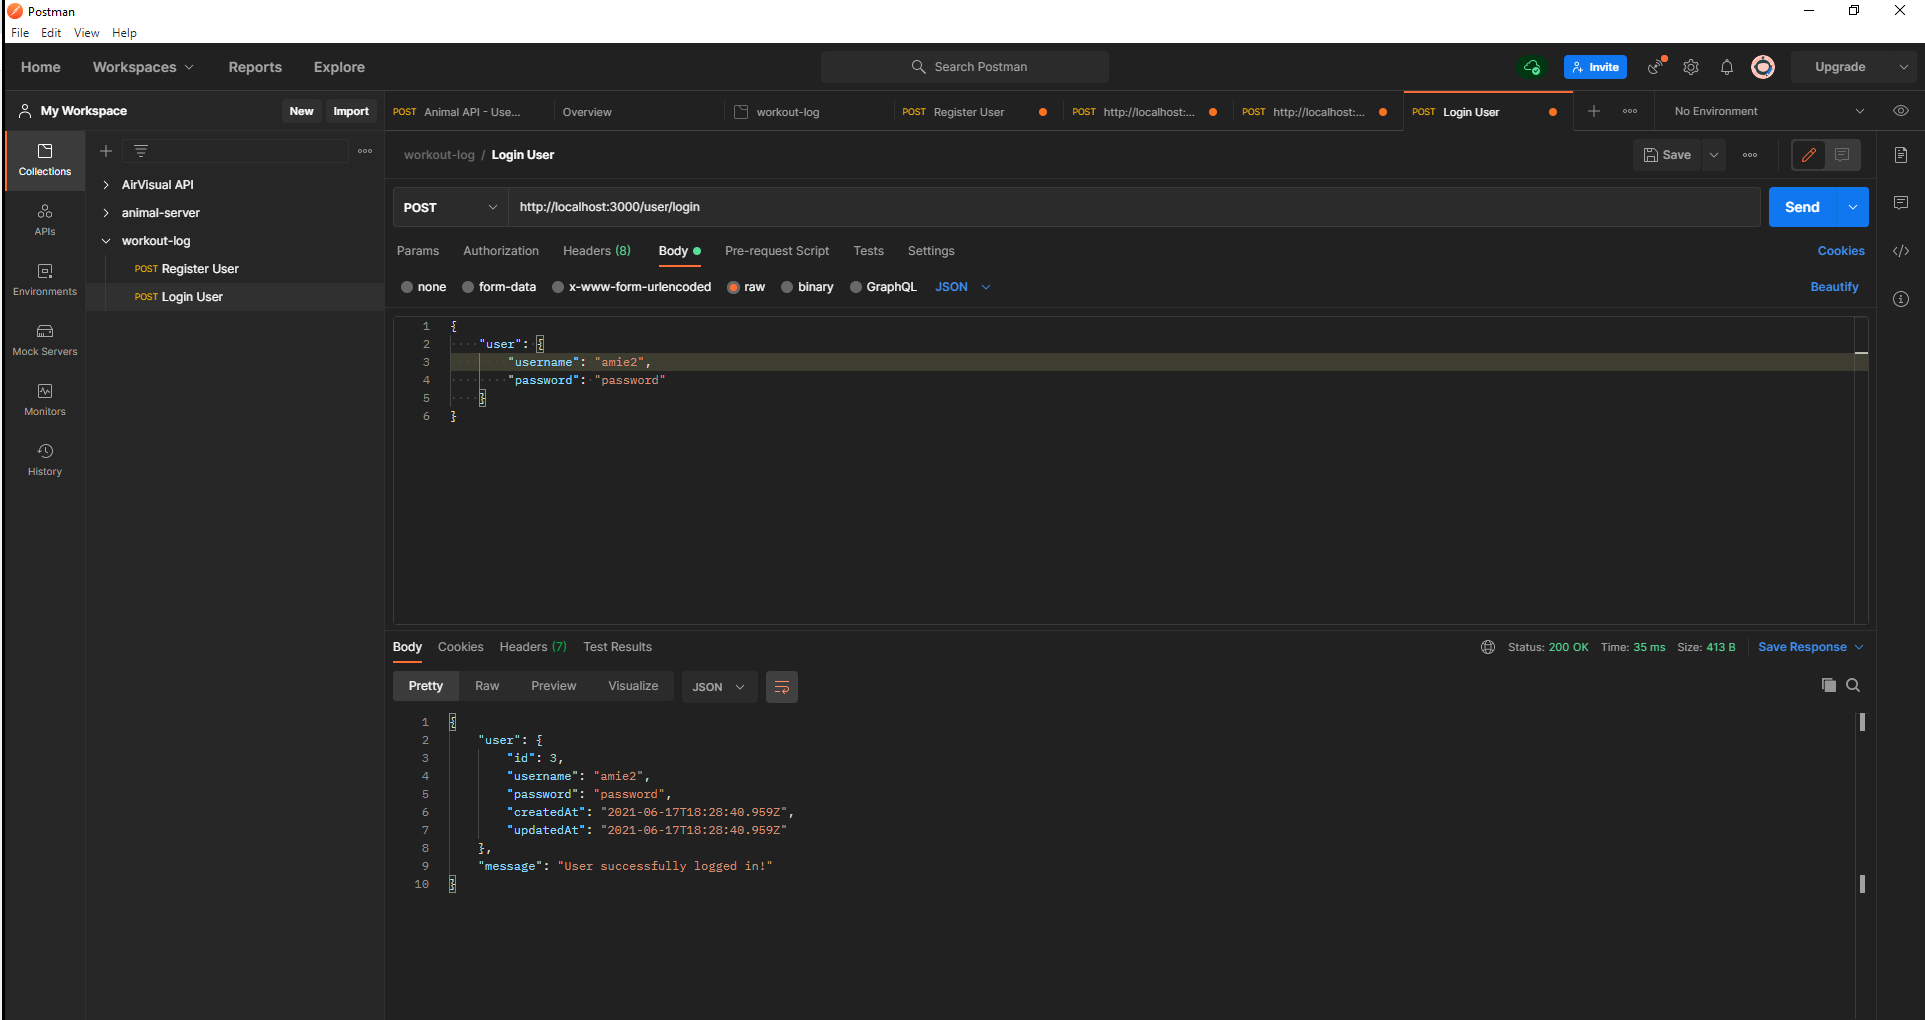 Postman
File Edit View Help
Home Workspaces Reports Explore Search Postman Invite Upgrade
My Workspace New Import
POST Animal API - Use... Overview workout-log POST Register User POST http://localhost:... POST http://localhost:... POST Login User No Environment
workout-log / Login User Save
Collections
APIs
Environments
Mock Servers
Monitors
History
AirVisual API
animal-server
workout-log
POST Register User
POST Login User
POST http://localhost:3000/user/login Send
Params Authorization Headers (8) Body Pre-request Script Tests Settings Cookies
none form-data x-www-form-urlencoded raw binary GraphQL JSON Beautify
1 {
2 "user": {
3 "username": "amie2",
4 "password": "password"
5 }
6 }
Body Cookies Headers (7) Test Results Status: 200 OK Time: 35 ms Size: 413 B Save Response
Pretty Raw Preview Visualize JSON
1 {
2 "user": {
3 "id": 3,
4 "username": "amie2",
5 "password": "password",
6 "createdAt": "2021-06-17T18:28:40.959Z",
7 "updatedAt": "2021-06-17T18:28:40.959Z"
8 },
9 "message": "User successfully logged in!"
10 }